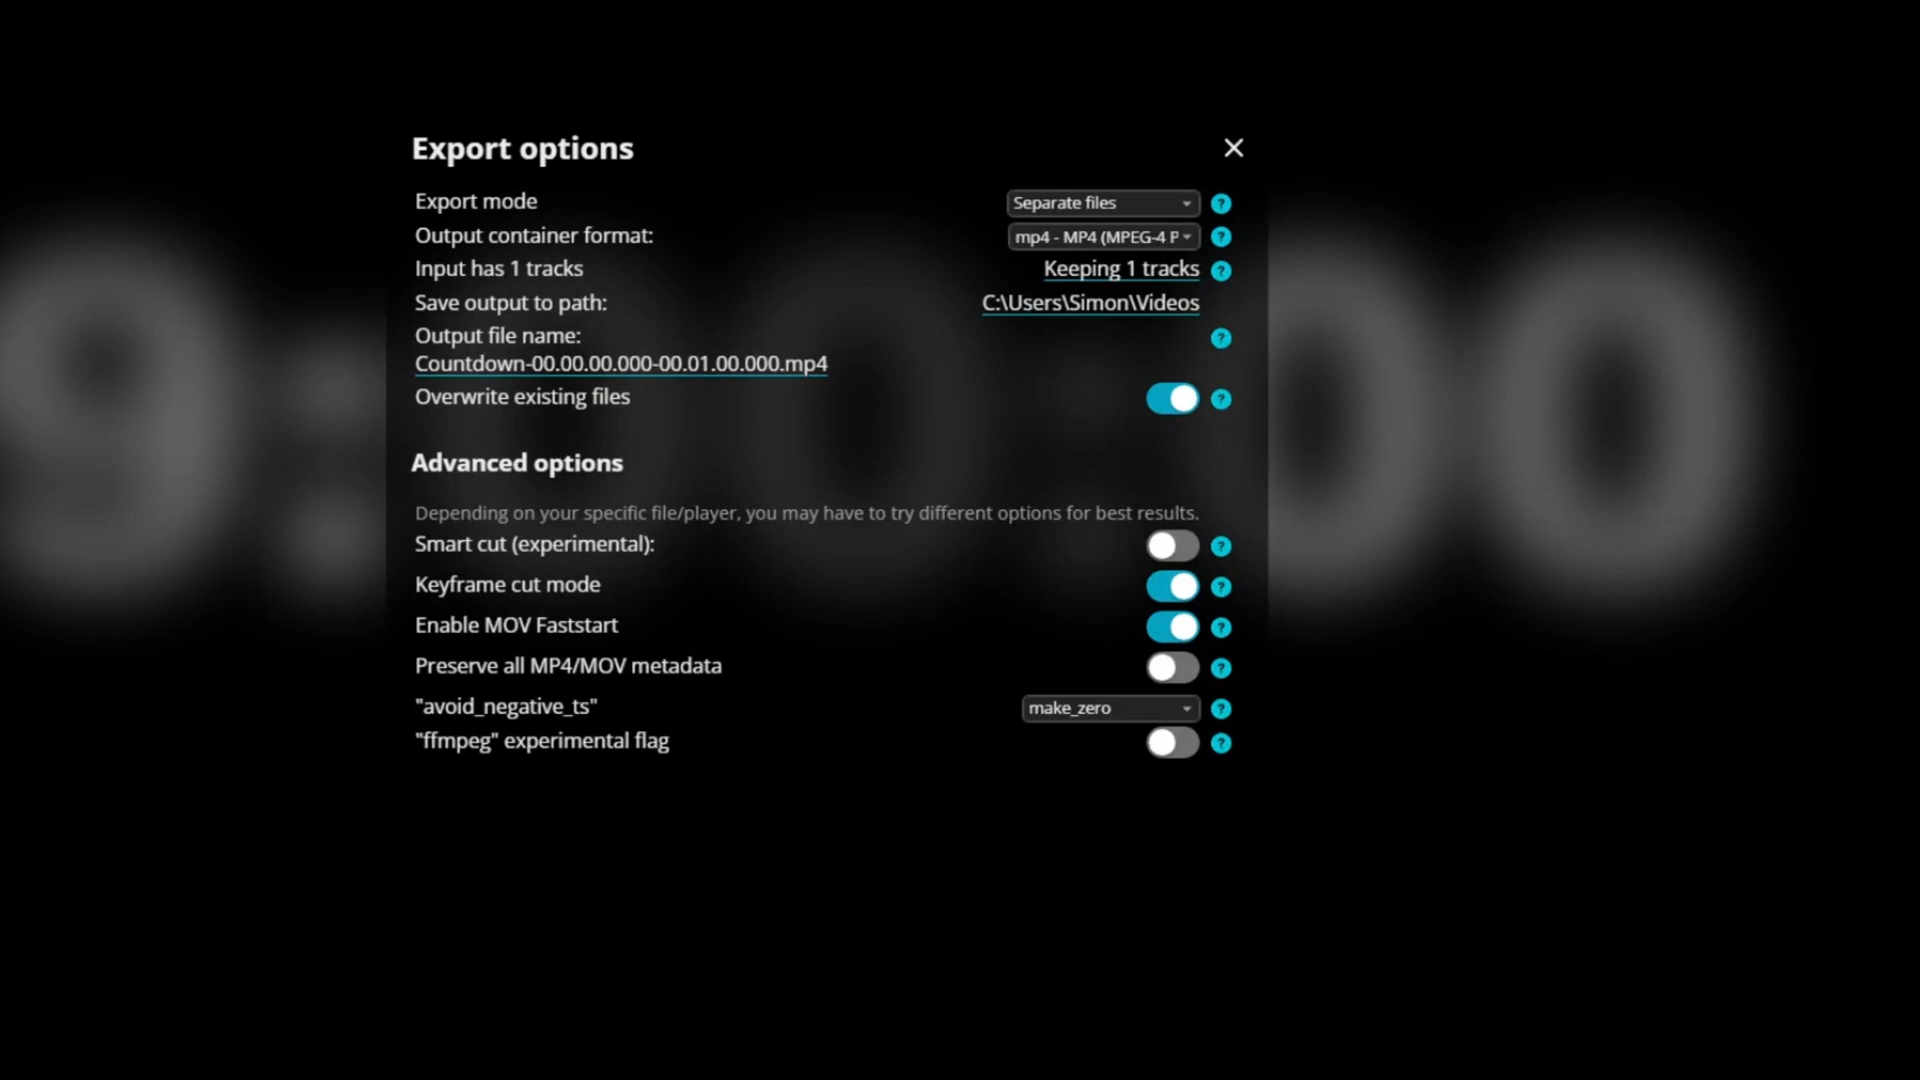 Export options
Export mode Separate files ?
Output container format: mp4 - MP4 (MPEG-4 P ?
Input has 1 tracks Keeping 1 tracks ?
Save output to path: C:\Users\Simon\Videos
Output file name: ?
Countdown-00.00.00.000-00.01.00.000.mp4
Overwrite existing files ?
Advanced options
Depending on your specific file/player, you may have to try different options for best results.
Smart cut (experimental): ?
Keyframe cut mode ?
Enable MOV Faststart ?
Preserve all MP4/MOV metadata ?
"avoid_negative_ts" make_zero ?
"ffmpeg" experimental flag ?